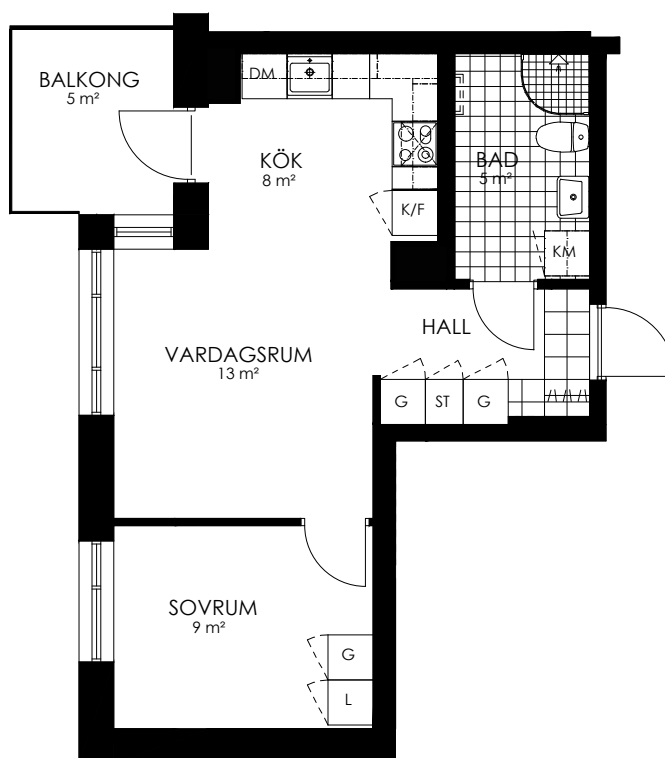 BALKONG
5 m²
DM
KÖK
8 m²
BAD
5 m²
K/F
KM
HALL
VARDAGSRUM
13 m²
G
ST
G
SOVRUM
9 m²
G
L